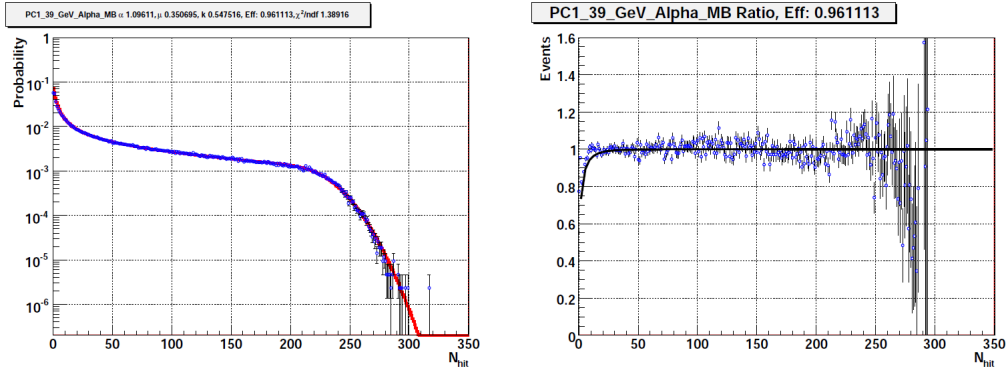 PC1_39_GeV_Alpha_MB α 1.09611, μ 0.350695, k 0.547516, Eff: 0.961113, χ²/ndf 1.38916
Probability
1
10⁻¹
10⁻²
10⁻³
10⁻⁴
10⁻⁵
10⁻⁶
0 50 100 150 200 250 300 350
N_hit
PC1_39_GeV_Alpha_MB Ratio, Eff: 0.961113
Events
1.6
1.4
1.2
1
0.8
0.6
0.4
0.2
0
0 50 100 150 200 250 300 350
N_hit